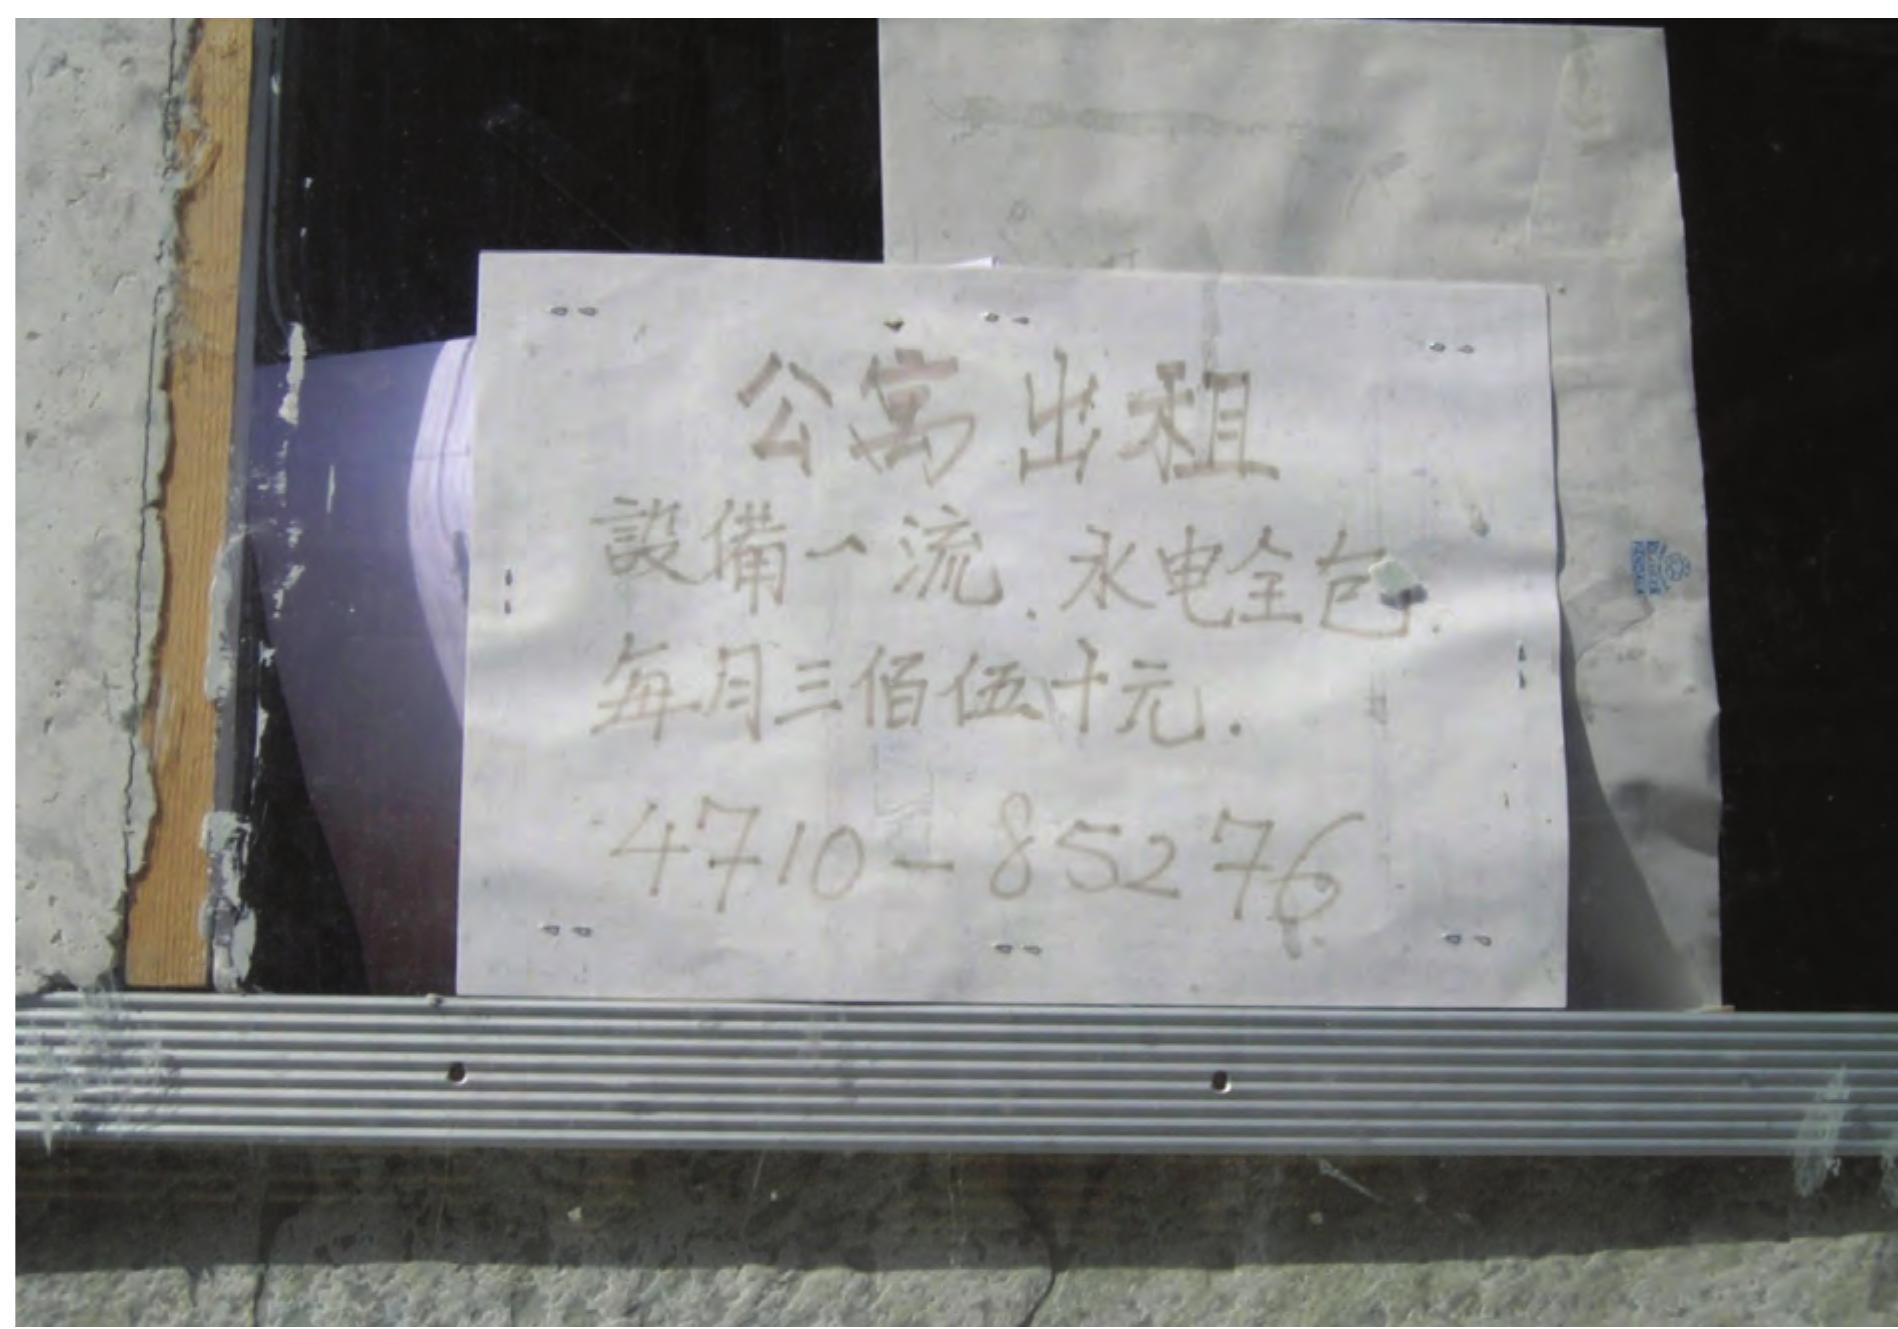 公寓出租
設備一流.水电全包.
每月三佰伍十元.
4710-85276